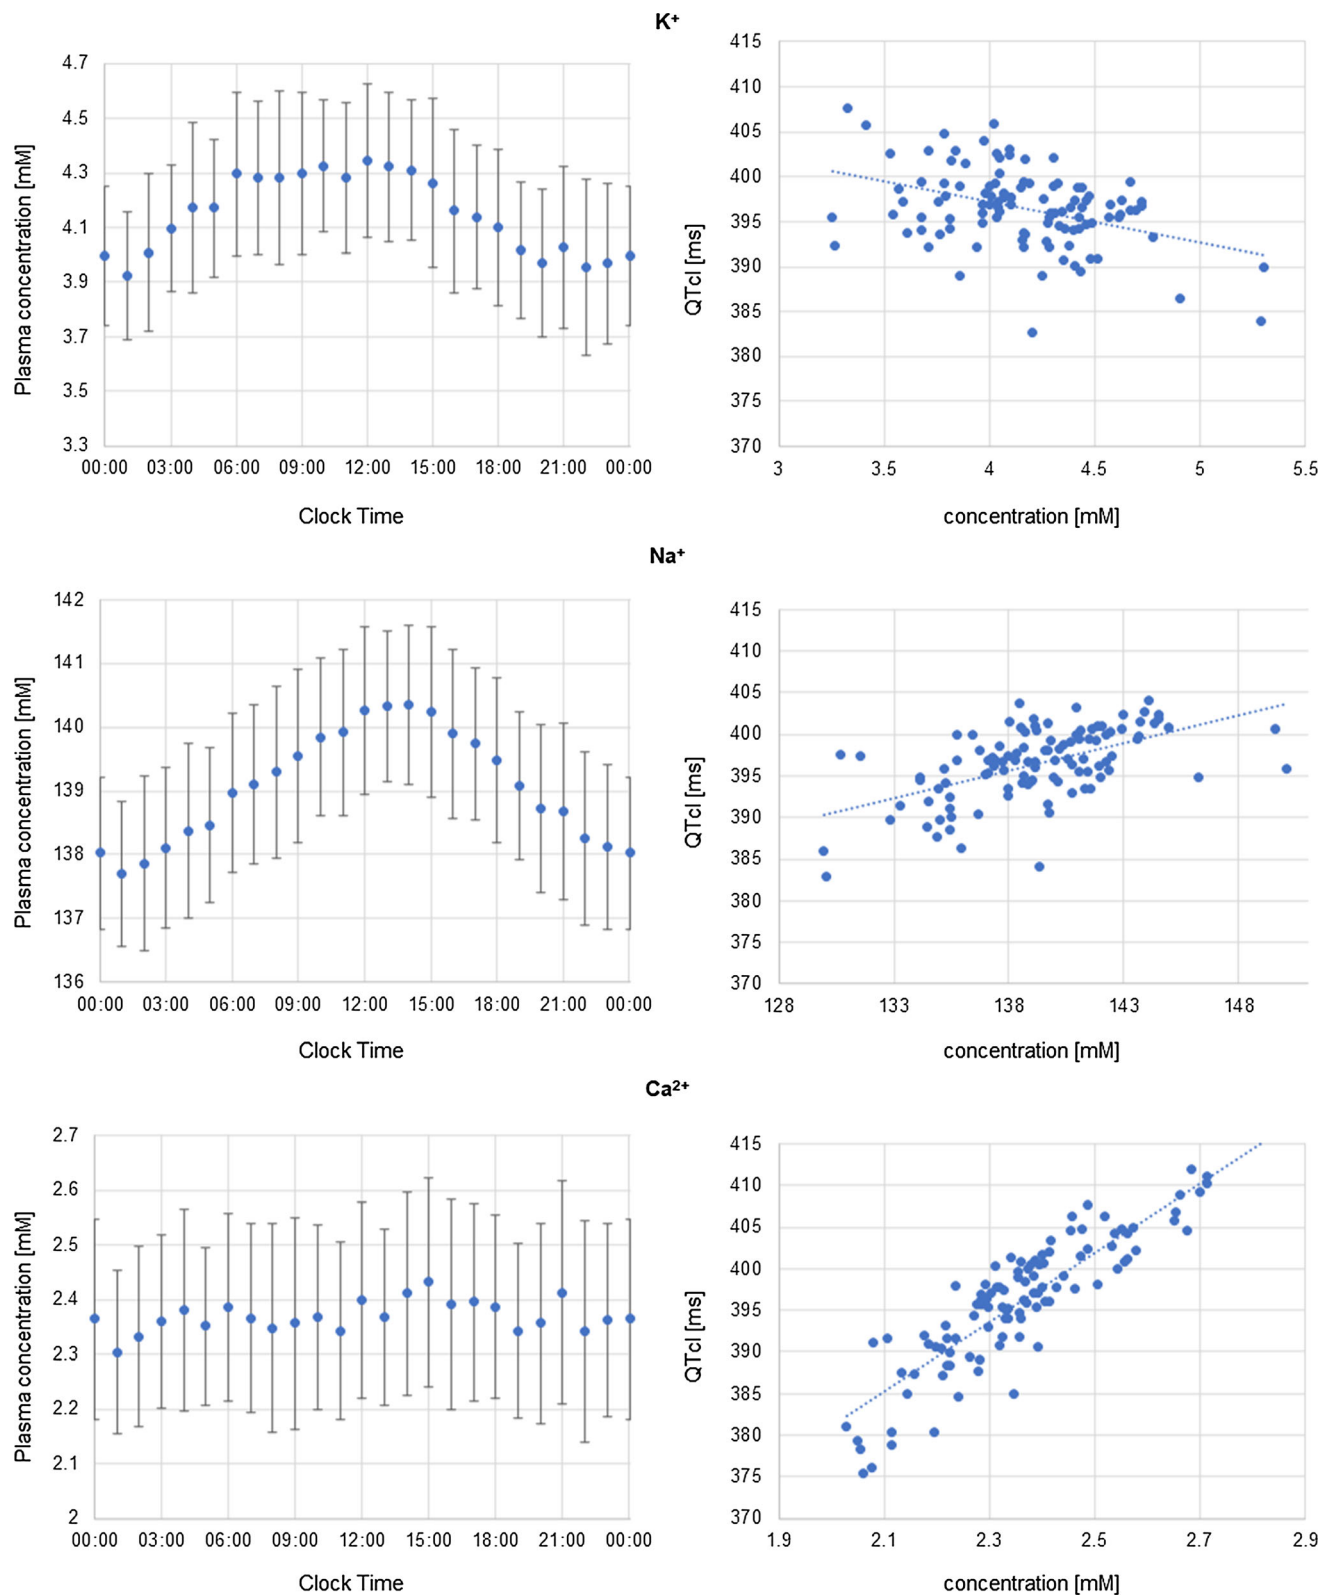 K⁺
4.7
4.5
4.3
4.1
3.9
3.7
3.5
3.3
Plasma concentration [mM]
00:00 03:00 06:00 09:00 12:00 15:00 18:00 21:00 00:00
Clock Time
415
410
405
400
395
390
385
380
375
370
QTcI [ms]
3 3.5 4 4.5 5 5.5
concentration [mM]
Na⁺
142
141
140
139
138
137
136
Plasma concentration [mM]
00:00 03:00 06:00 09:00 12:00 15:00 18:00 21:00 00:00
Clock Time
415
410
405
400
395
390
385
380
375
370
QTcI [ms]
128 133 138 143 148
concentration [mM]
Ca²⁺
2.7
2.6
2.5
2.4
2.3
2.2
2.1
2
Plasma concentration [mM]
00:00 03:00 06:00 09:00 12:00 15:00 18:00 21:00 00:00
Clock Time
415
410
405
400
395
390
385
380
375
370
QTcI [ms]
1.9 2.1 2.3 2.5 2.7 2.9
concentration [mM]